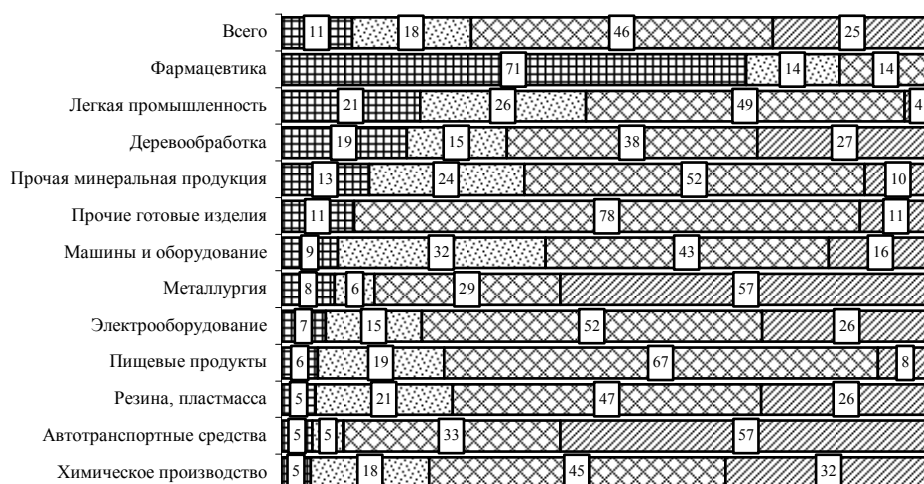 Всего 11 18 46 25
Фармацевтика 71 14 14
Легкая промышленность 21 26 49 4
Деревообработка 19 15 38 27
Прочая минеральная продукция 13 24 52 10
Прочие готовые изделия 11 78 11
Машины и оборудование 9 32 43 16
Металлургия 8 6 29 57
Электрооборудование 7 15 52 26
Пищевые продукты 6 19 67 8
Резина, пластмасса 5 21 47 26
Автотранспортные средства 5 5 33 57
Химическое производство 5 18 45 32